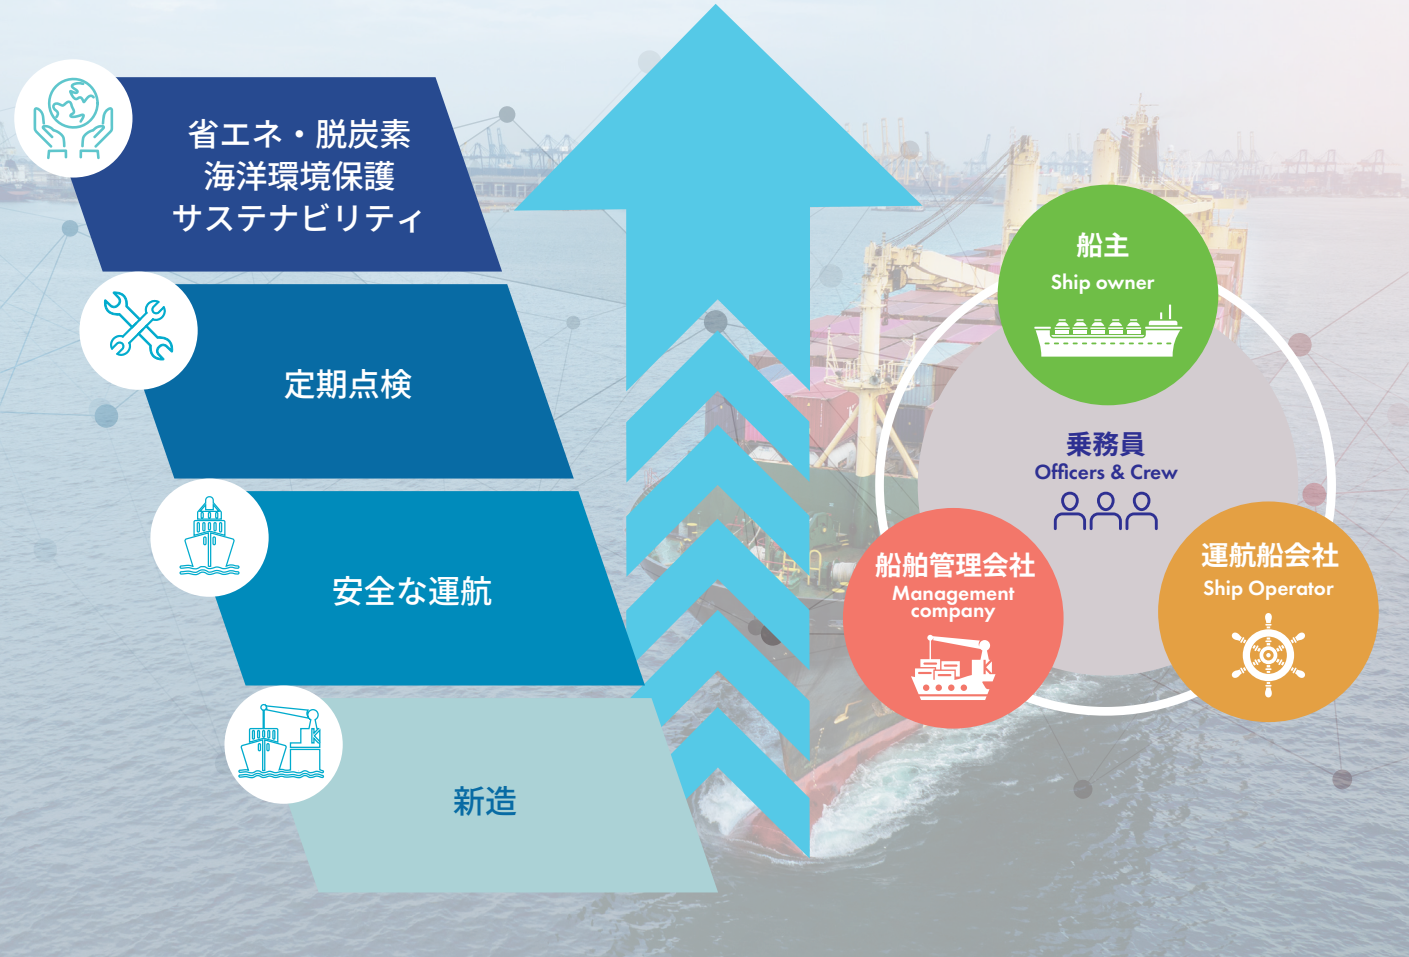 省エネ・脱炭素
海洋環境保護
サステナビリティ
定期点検
安全な運航
新造
船主
Ship owner
乗務員
Officers & Crew
船舶管理会社
Management
company
運航船会社
Ship Operator